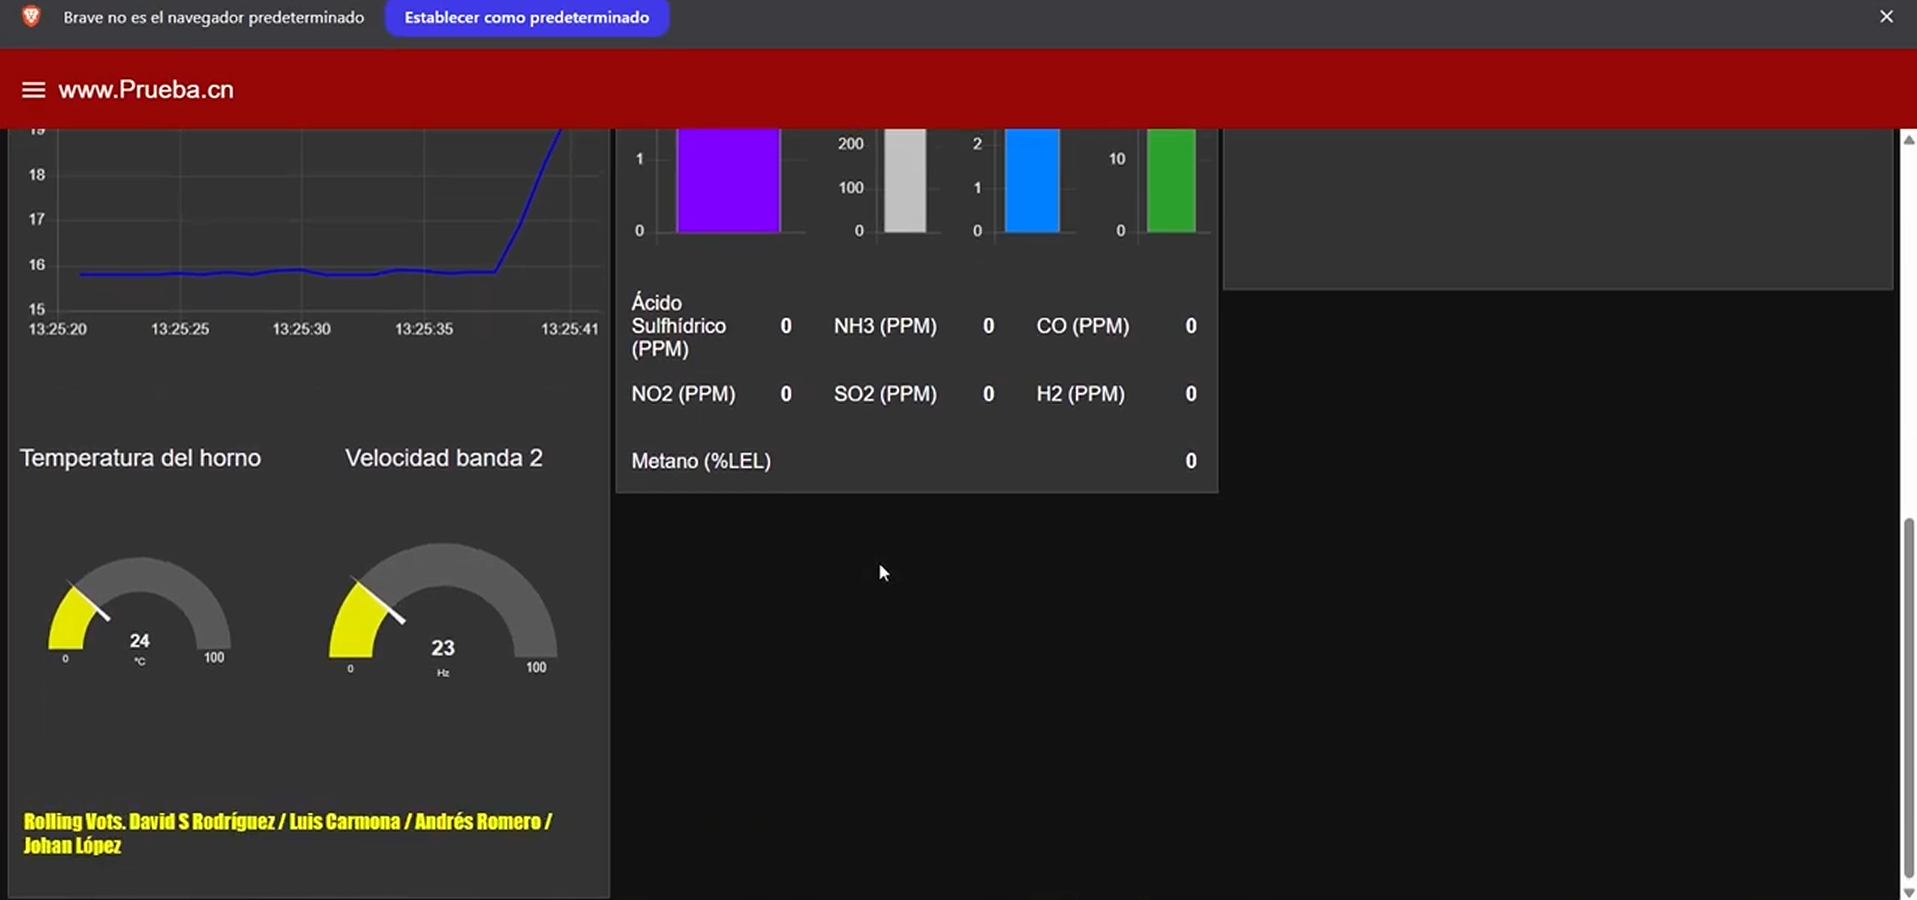 Brave no es el navegador predeterminado
Establecer como predeterminado
www.Prueba.cn
19
18
17
16
15
13:25:20
13:25:25
13:25:30
13:25:35
13:25:41
1
0
200
100
0
2
1
0
10
0
Ácido
Sulfhídrico
(PPM)
0
NH3 (PPM)
0
CO (PPM)
0
NO2 (PPM)
0
SO2 (PPM)
0
H2 (PPM)
0
Metano (%LEL)
0
Temperatura del horno
Velocidad banda 2
24
°C
0
100
23
Hz
0
100
Rolling Vots. David S Rodríguez / Luis Carmona / Andrés Romero /
Johan López